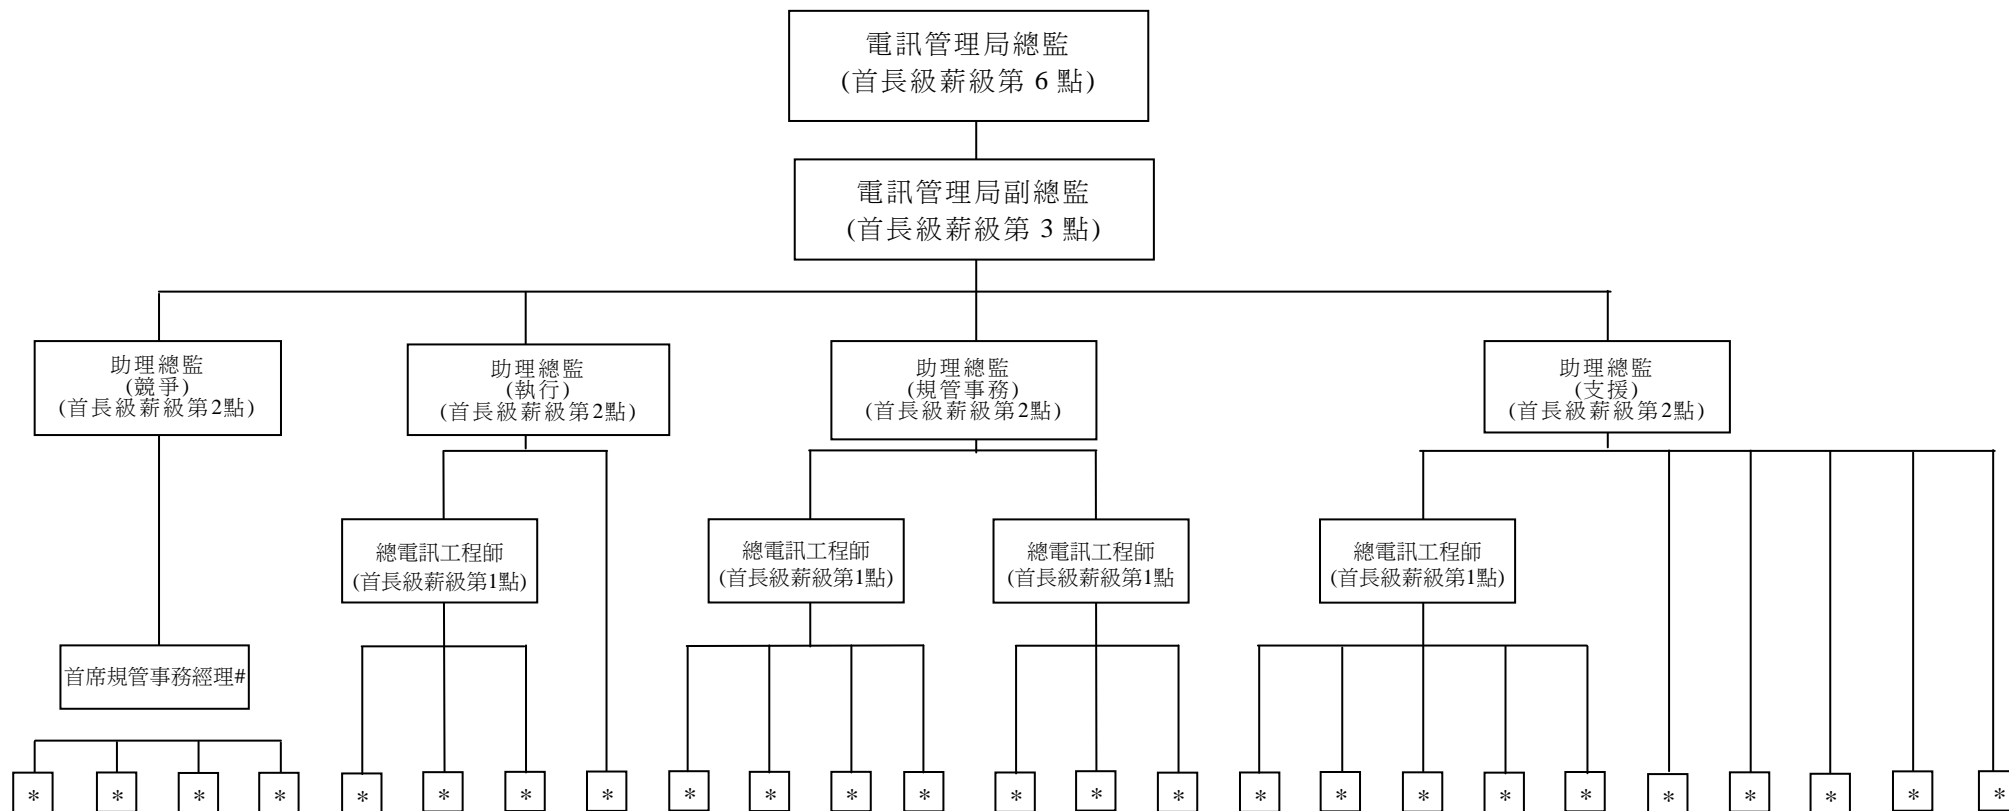 電訊管理局總監
(首長級薪級第 6 點)
電訊管理局副總監
(首長級薪級第 3 點)
助理總監
(競爭)
(首長級薪級第2點)
助理總監
(執行)
(首長級薪級第2點)
助理總監
(規管事務)
(首長級薪級第2點)
助理總監
(支援)
(首長級薪級第2點)
總電訊工程師
(首長級薪級第1點)
總電訊工程師
(首長級薪級第1點)
總電訊工程師
(首長級薪級第1點
總電訊工程師
(首長級薪級第1點)
首席規管事務經理#
* * * * * * * * * * * * * * * * * * * * * * * * *